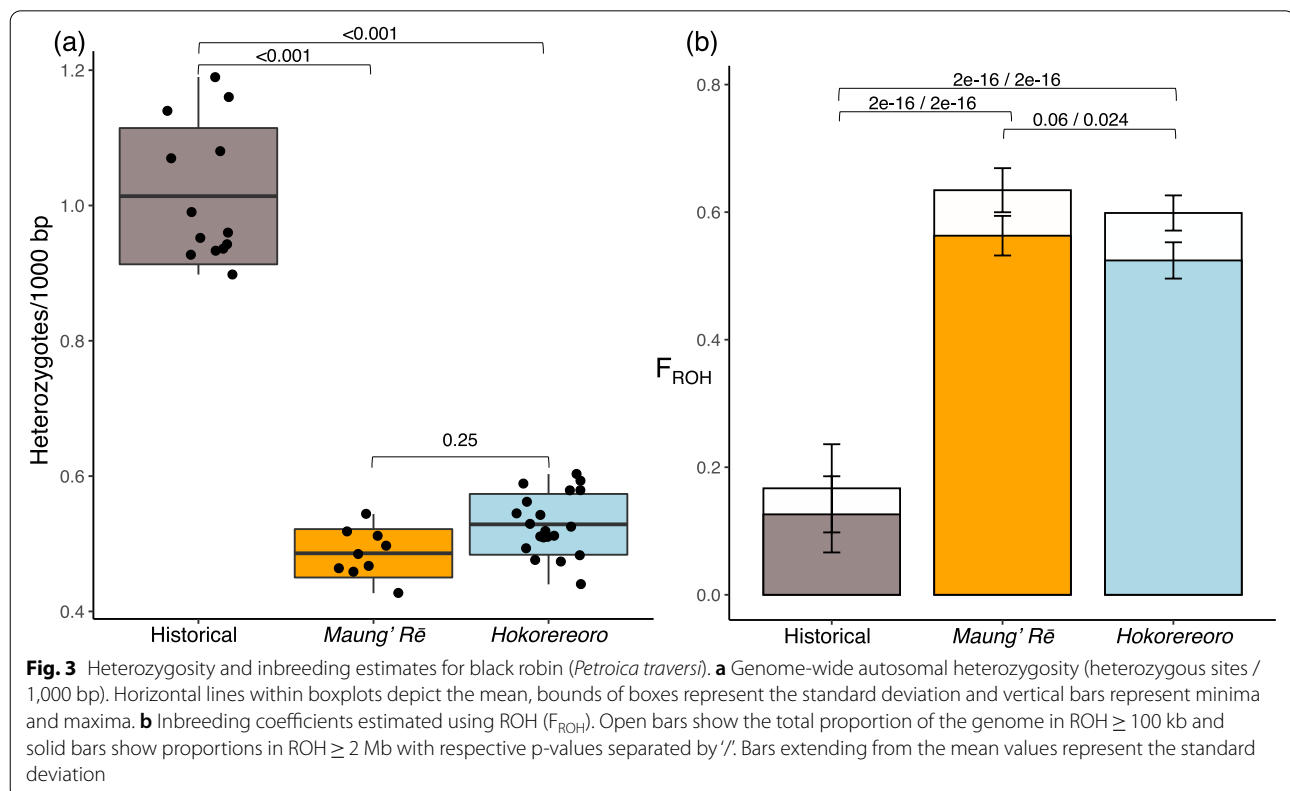 (a)
(b)
<0.001
<0.001
0.25
1.2
1.0
0.8
0.6
0.4
Heterozygotes/1000 bp
Historical
Maung' Rē
Hokorereoro
2e-16 / 2e-16
2e-16 / 2e-16
0.06 / 0.024
0.8
0.6
0.4
0.2
0.0
FROH
Historical
Maung' Rē
Hokorereoro
Fig. 3 Heterozygosity and inbreeding estimates for black robin (Petroica traversi). a Genome-wide autosomal heterozygosity (heterozygous sites /
1,000 bp). Horizontal lines within boxplots depict the mean, bounds of boxes represent the standard deviation and vertical bars represent minima
and maxima. b Inbreeding coefficients estimated using ROH (FROH). Open bars show the total proportion of the genome in ROH ≥ 100 kb and
solid bars show proportions in ROH ≥ 2 Mb with respective p-values separated by ‘/’. Bars extending from the mean values represent the standard
deviation